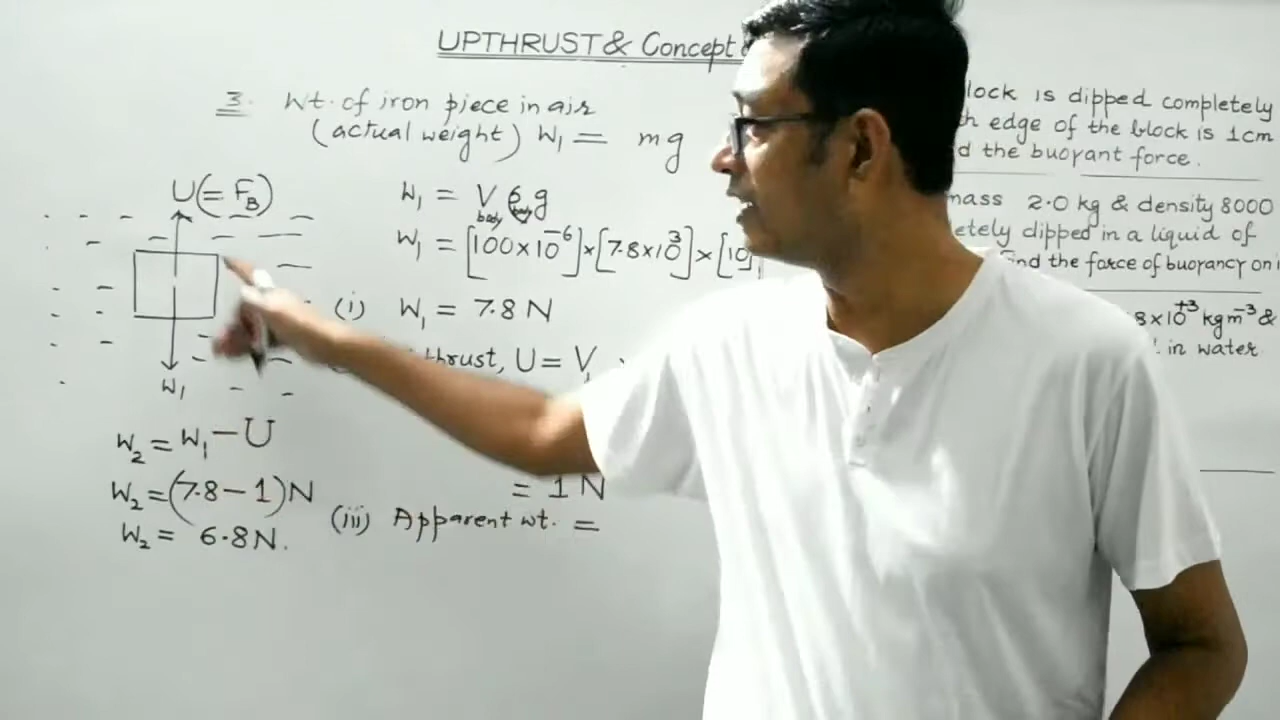 UPTHRUST & Concept
3. Wt. of iron piece in air
(actual weight) W₁ = mg
U(= F_B)
W₁ = V ρ g
body body
W₁ = [100×10⁻⁶]×[7.8×10³]×[10]
(i) W₁ = 7.8 N
thrust, U = V
W₁
W₂ = W₁ – U
W₂ = (7.8 – 1)N
= 1 N
W₂ = 6.8N.
(iii) Apparent wt. =
lock is dipped completely
h edge of the block is 1cm
d the buoyant force.
mass 2.0 kg & density 8000
etely dipped in a liquid of
Find the force of buoyancy on
8×10⁺³ kgm⁻³ &
in water